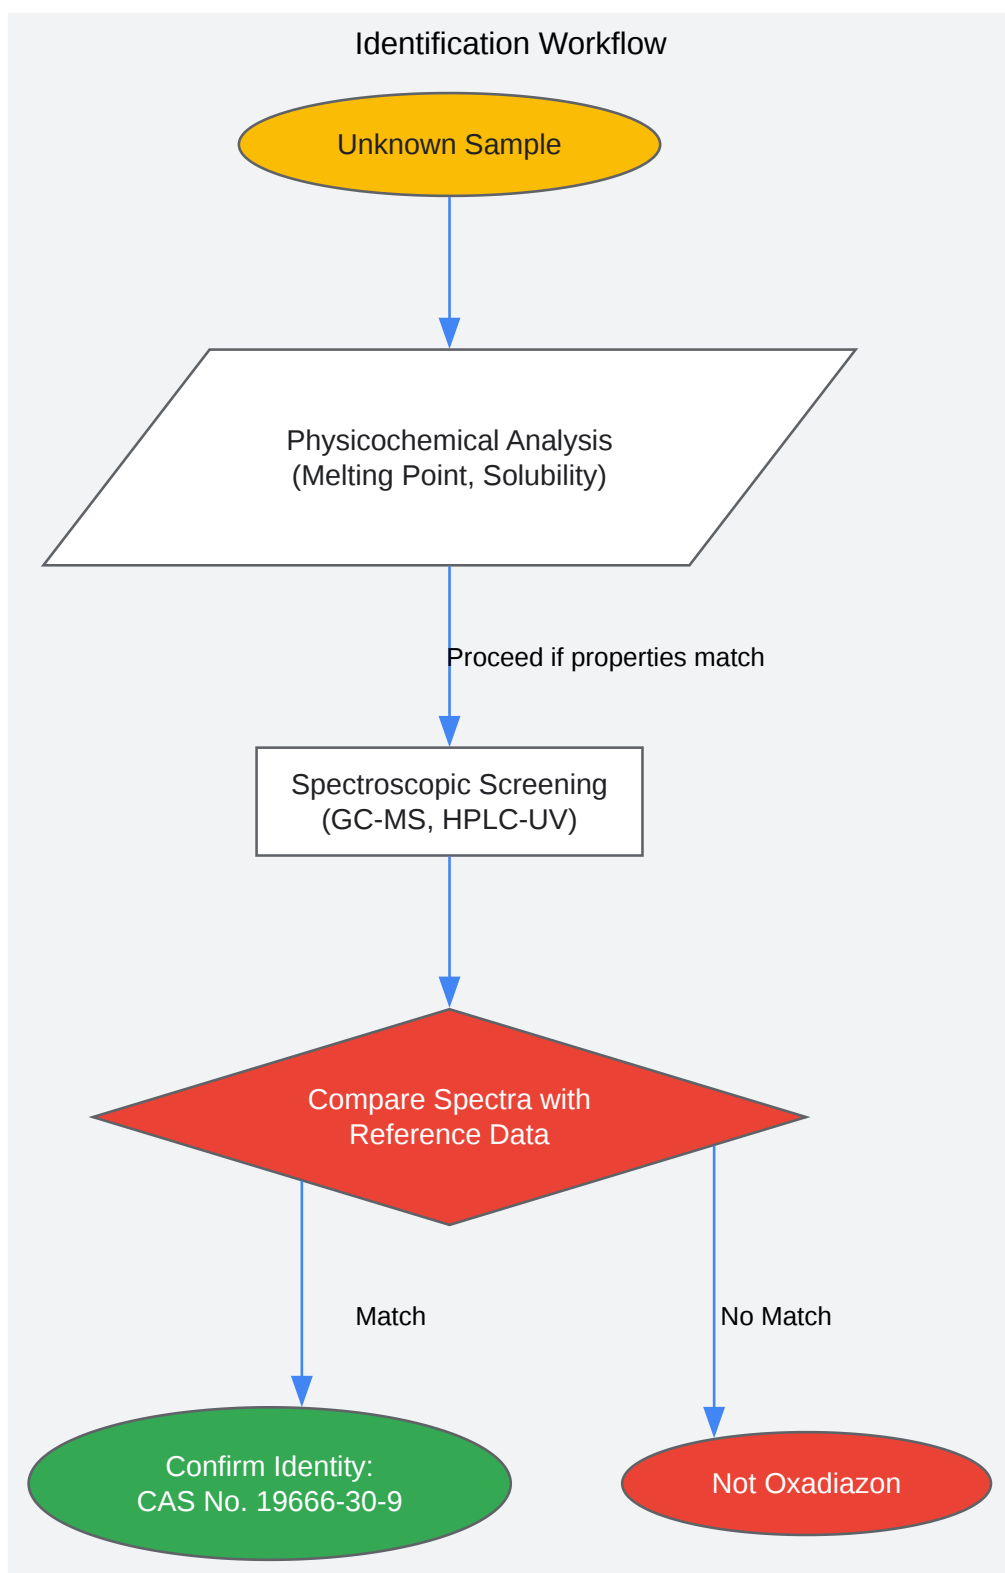 Identification Workflow
Unknown Sample
Physicochemical Analysis
(Melting Point, Solubility)
Proceed if properties match
Spectroscopic Screening
(GC-MS, HPLC-UV)
Compare Spectra with
Reference Data
Match
No Match
Confirm Identity:
CAS No. 19666-30-9
Not Oxadiazon